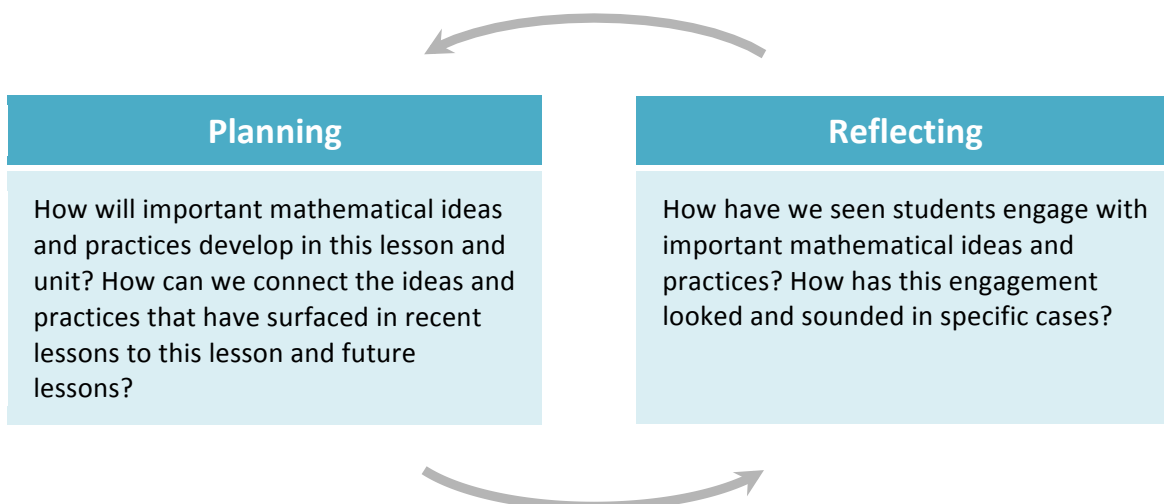 Planning
How will important mathematical ideas
and practices develop in this lesson and
unit? How can we connect the ideas and
practices that have surfaced in recent
lessons to this lesson and future
lessons?
Reflecting
How have we seen students engage with
important mathematical ideas and
practices? How has this engagement
looked and sounded in specific cases?